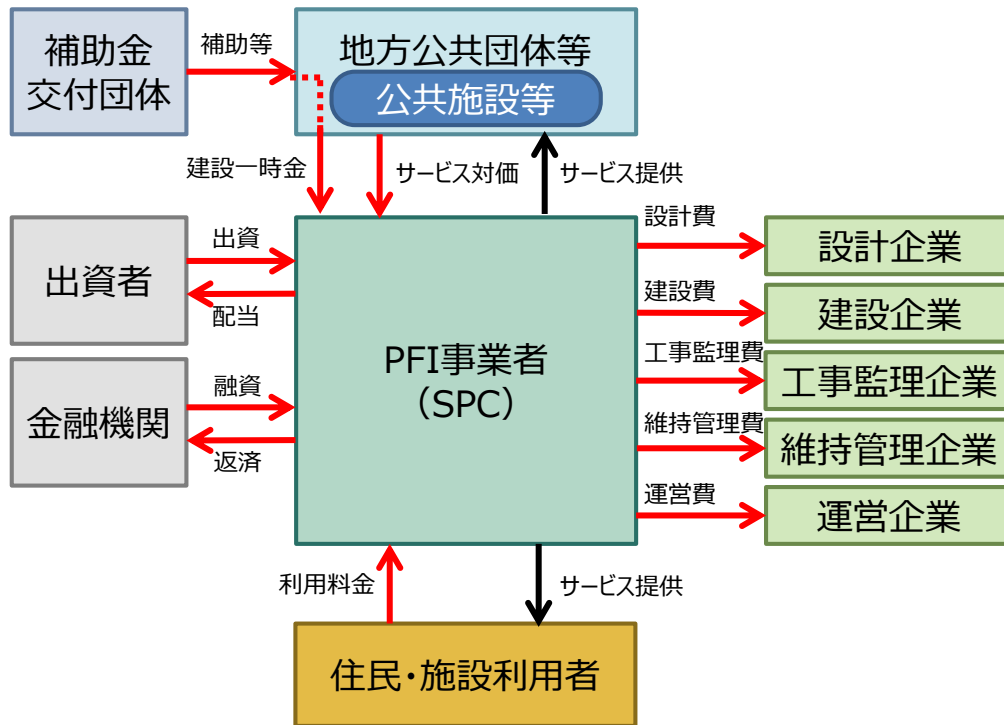 補助金
交付団体
補助等
地方公共団体等
公共施設等
建設一時金
サービス対価
サービス提供
出資者
出資
配当
金融機関
融資
返済
PFI事業者
（SPC）
設計費
設計企業
建設費
建設企業
工事監理費
工事監理企業
維持管理費
維持管理企業
運営費
運営企業
利用料金
サービス提供
住民・施設利用者